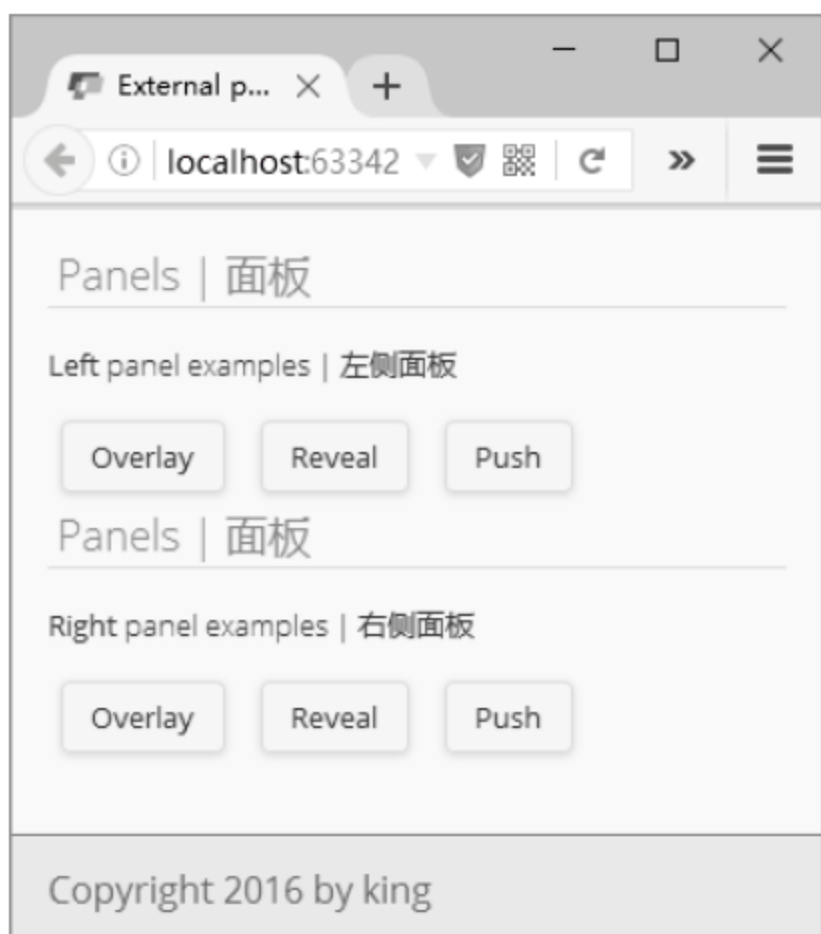 External p...
localhost:63342
Panels | 面板
Left panel examples | 左侧面板
Overlay Reveal Push
Panels | 面板
Right panel examples | 右侧面板
Overlay Reveal Push
Copyright 2016 by king